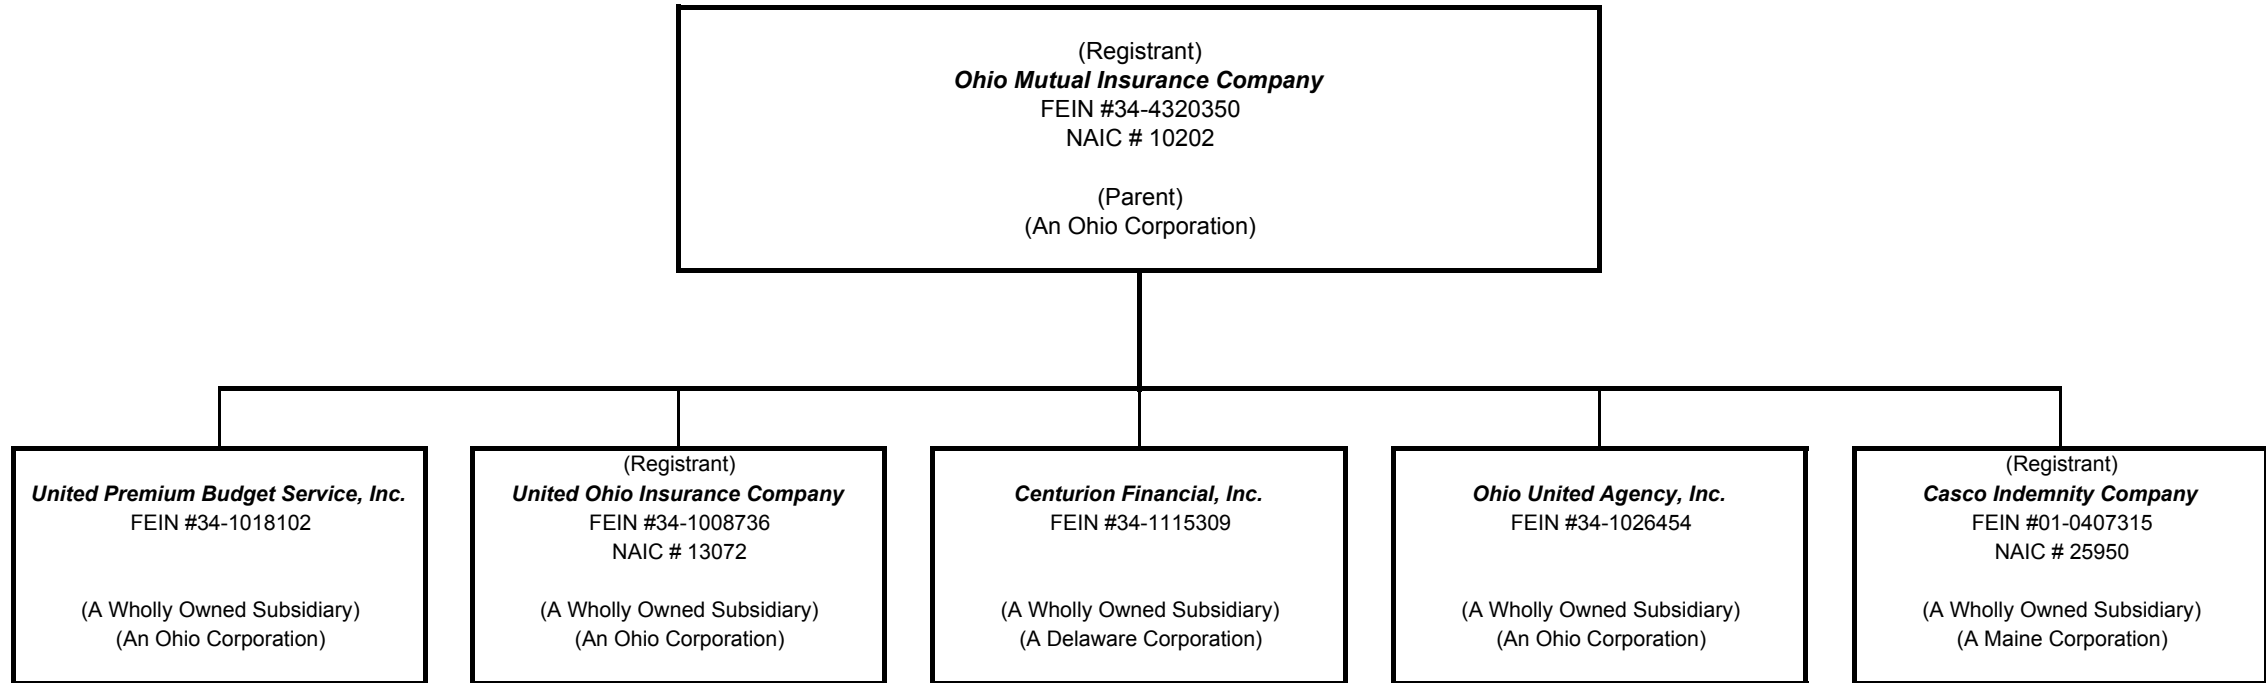 (Registrant)
Ohio Mutual Insurance Company
FEIN #34-4320350
NAIC # 10202
(Parent)
(An Ohio Corporation)
United Premium Budget Service, Inc.
FEIN #34-1018102
(A Wholly Owned Subsidiary)
(An Ohio Corporation)
(Registrant)
United Ohio Insurance Company
FEIN #34-1008736
NAIC # 13072
(A Wholly Owned Subsidiary)
(An Ohio Corporation)
Centurion Financial, Inc.
FEIN #34-1115309
(A Wholly Owned Subsidiary)
(A Delaware Corporation)
Ohio United Agency, Inc.
FEIN #34-1026454
(A Wholly Owned Subsidiary)
(An Ohio Corporation)
(Registrant)
Casco Indemnity Company
FEIN #01-0407315
NAIC # 25950
(A Wholly Owned Subsidiary)
(A Maine Corporation)